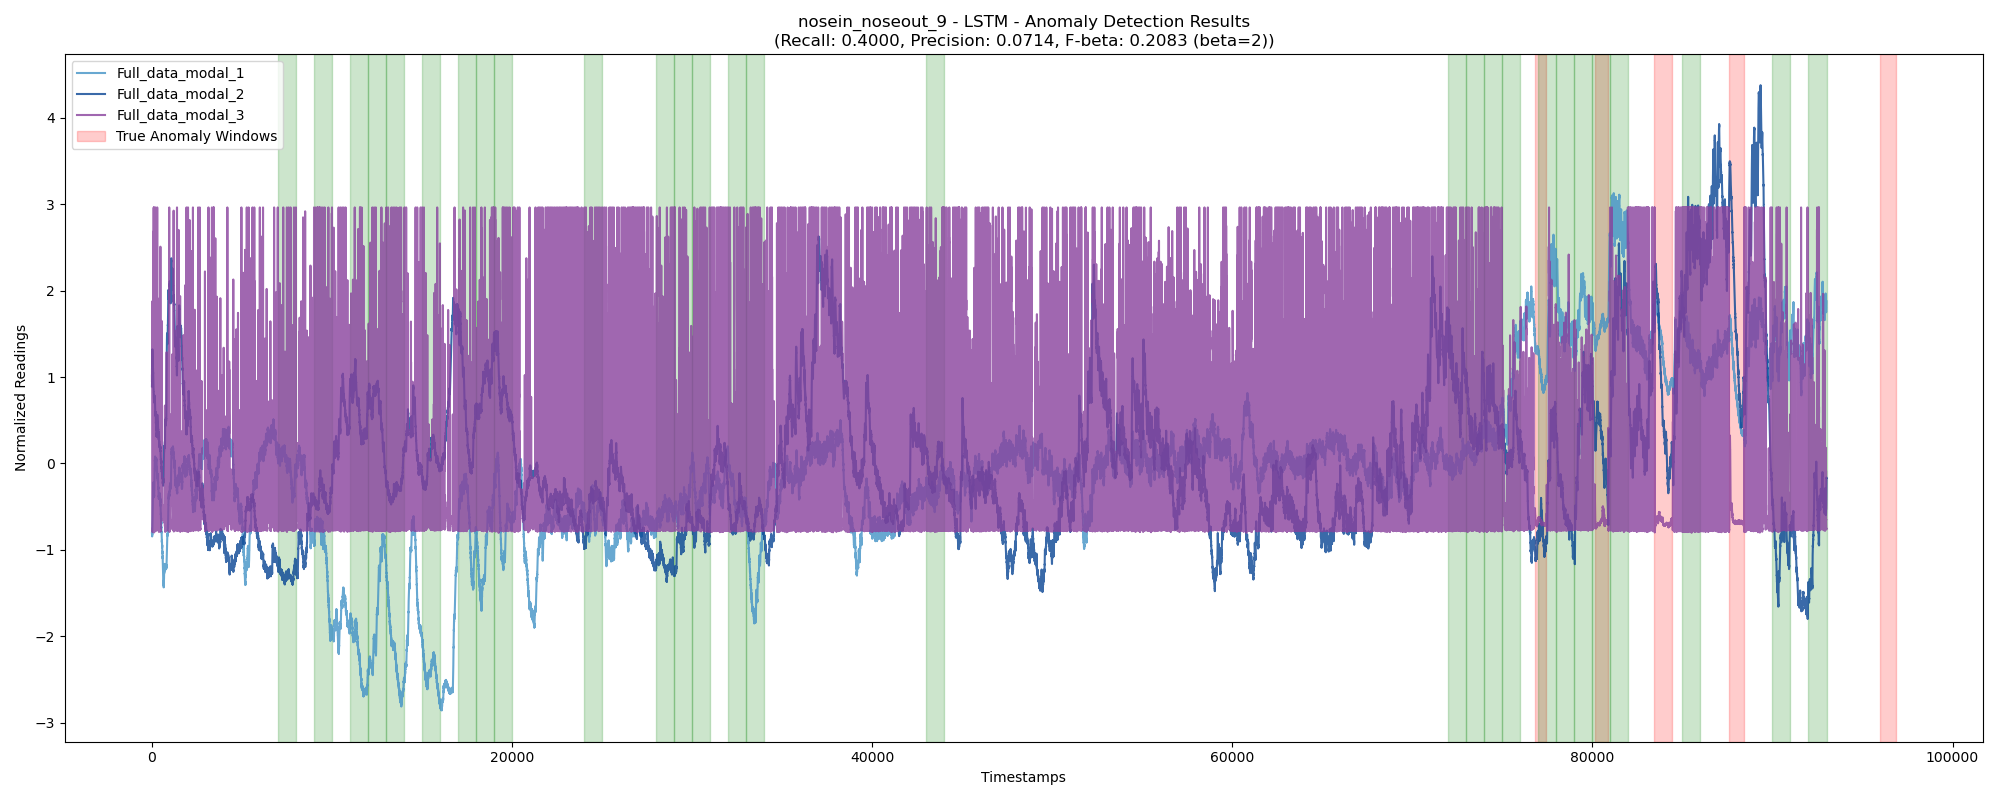 nosein_noseout_9 - LSTM - Anomaly Detection Results
(Recall: 0.4000, Precision: 0.0714, F-beta: 0.2083 (beta=2))
Full_data_modal_1
Full_data_modal_2
Full_data_modal_3
True Anomaly Windows
Normalized Readings
4
3
2
1
0
−1
−2
−3
0
20000
40000
60000
80000
100000
Timestamps